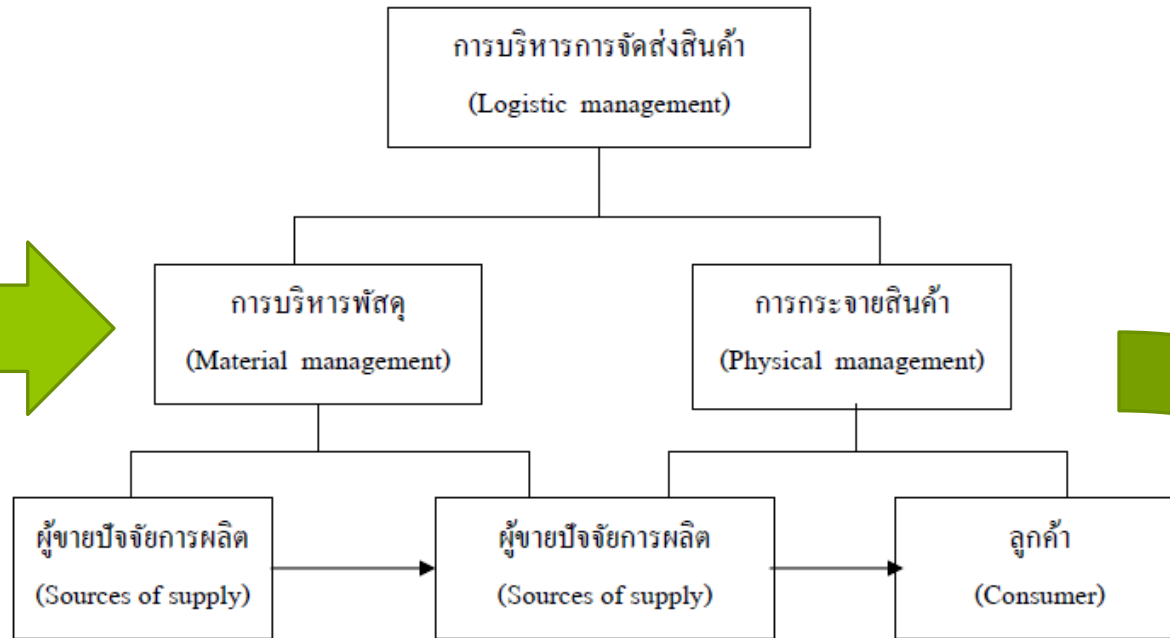 การบริหารการจัดส่งสินค้า
(Logistic management)
การบริหารพัสดุ
(Material management)
การกระจายสินค้า
(Physical management)
ผู้ขายปัจจัยการผลิต
(Sources of supply)
ผู้ขายปัจจัยการผลิต
(Sources of supply)
ลูกค้า
(Consumer)